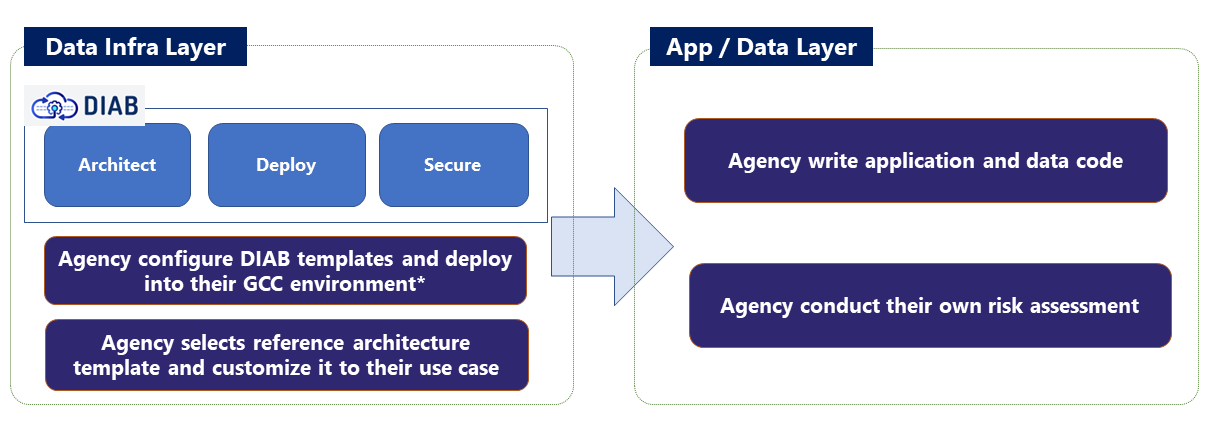 Data Infra Layer
DIAB
Architect
Deploy
Secure
Agency configure DIAB templates and deploy
into their GCC environment*
Agency selects reference architecture
template and customize it to their use case
App / Data Layer
Agency write application and data code
Agency conduct their own risk assessment